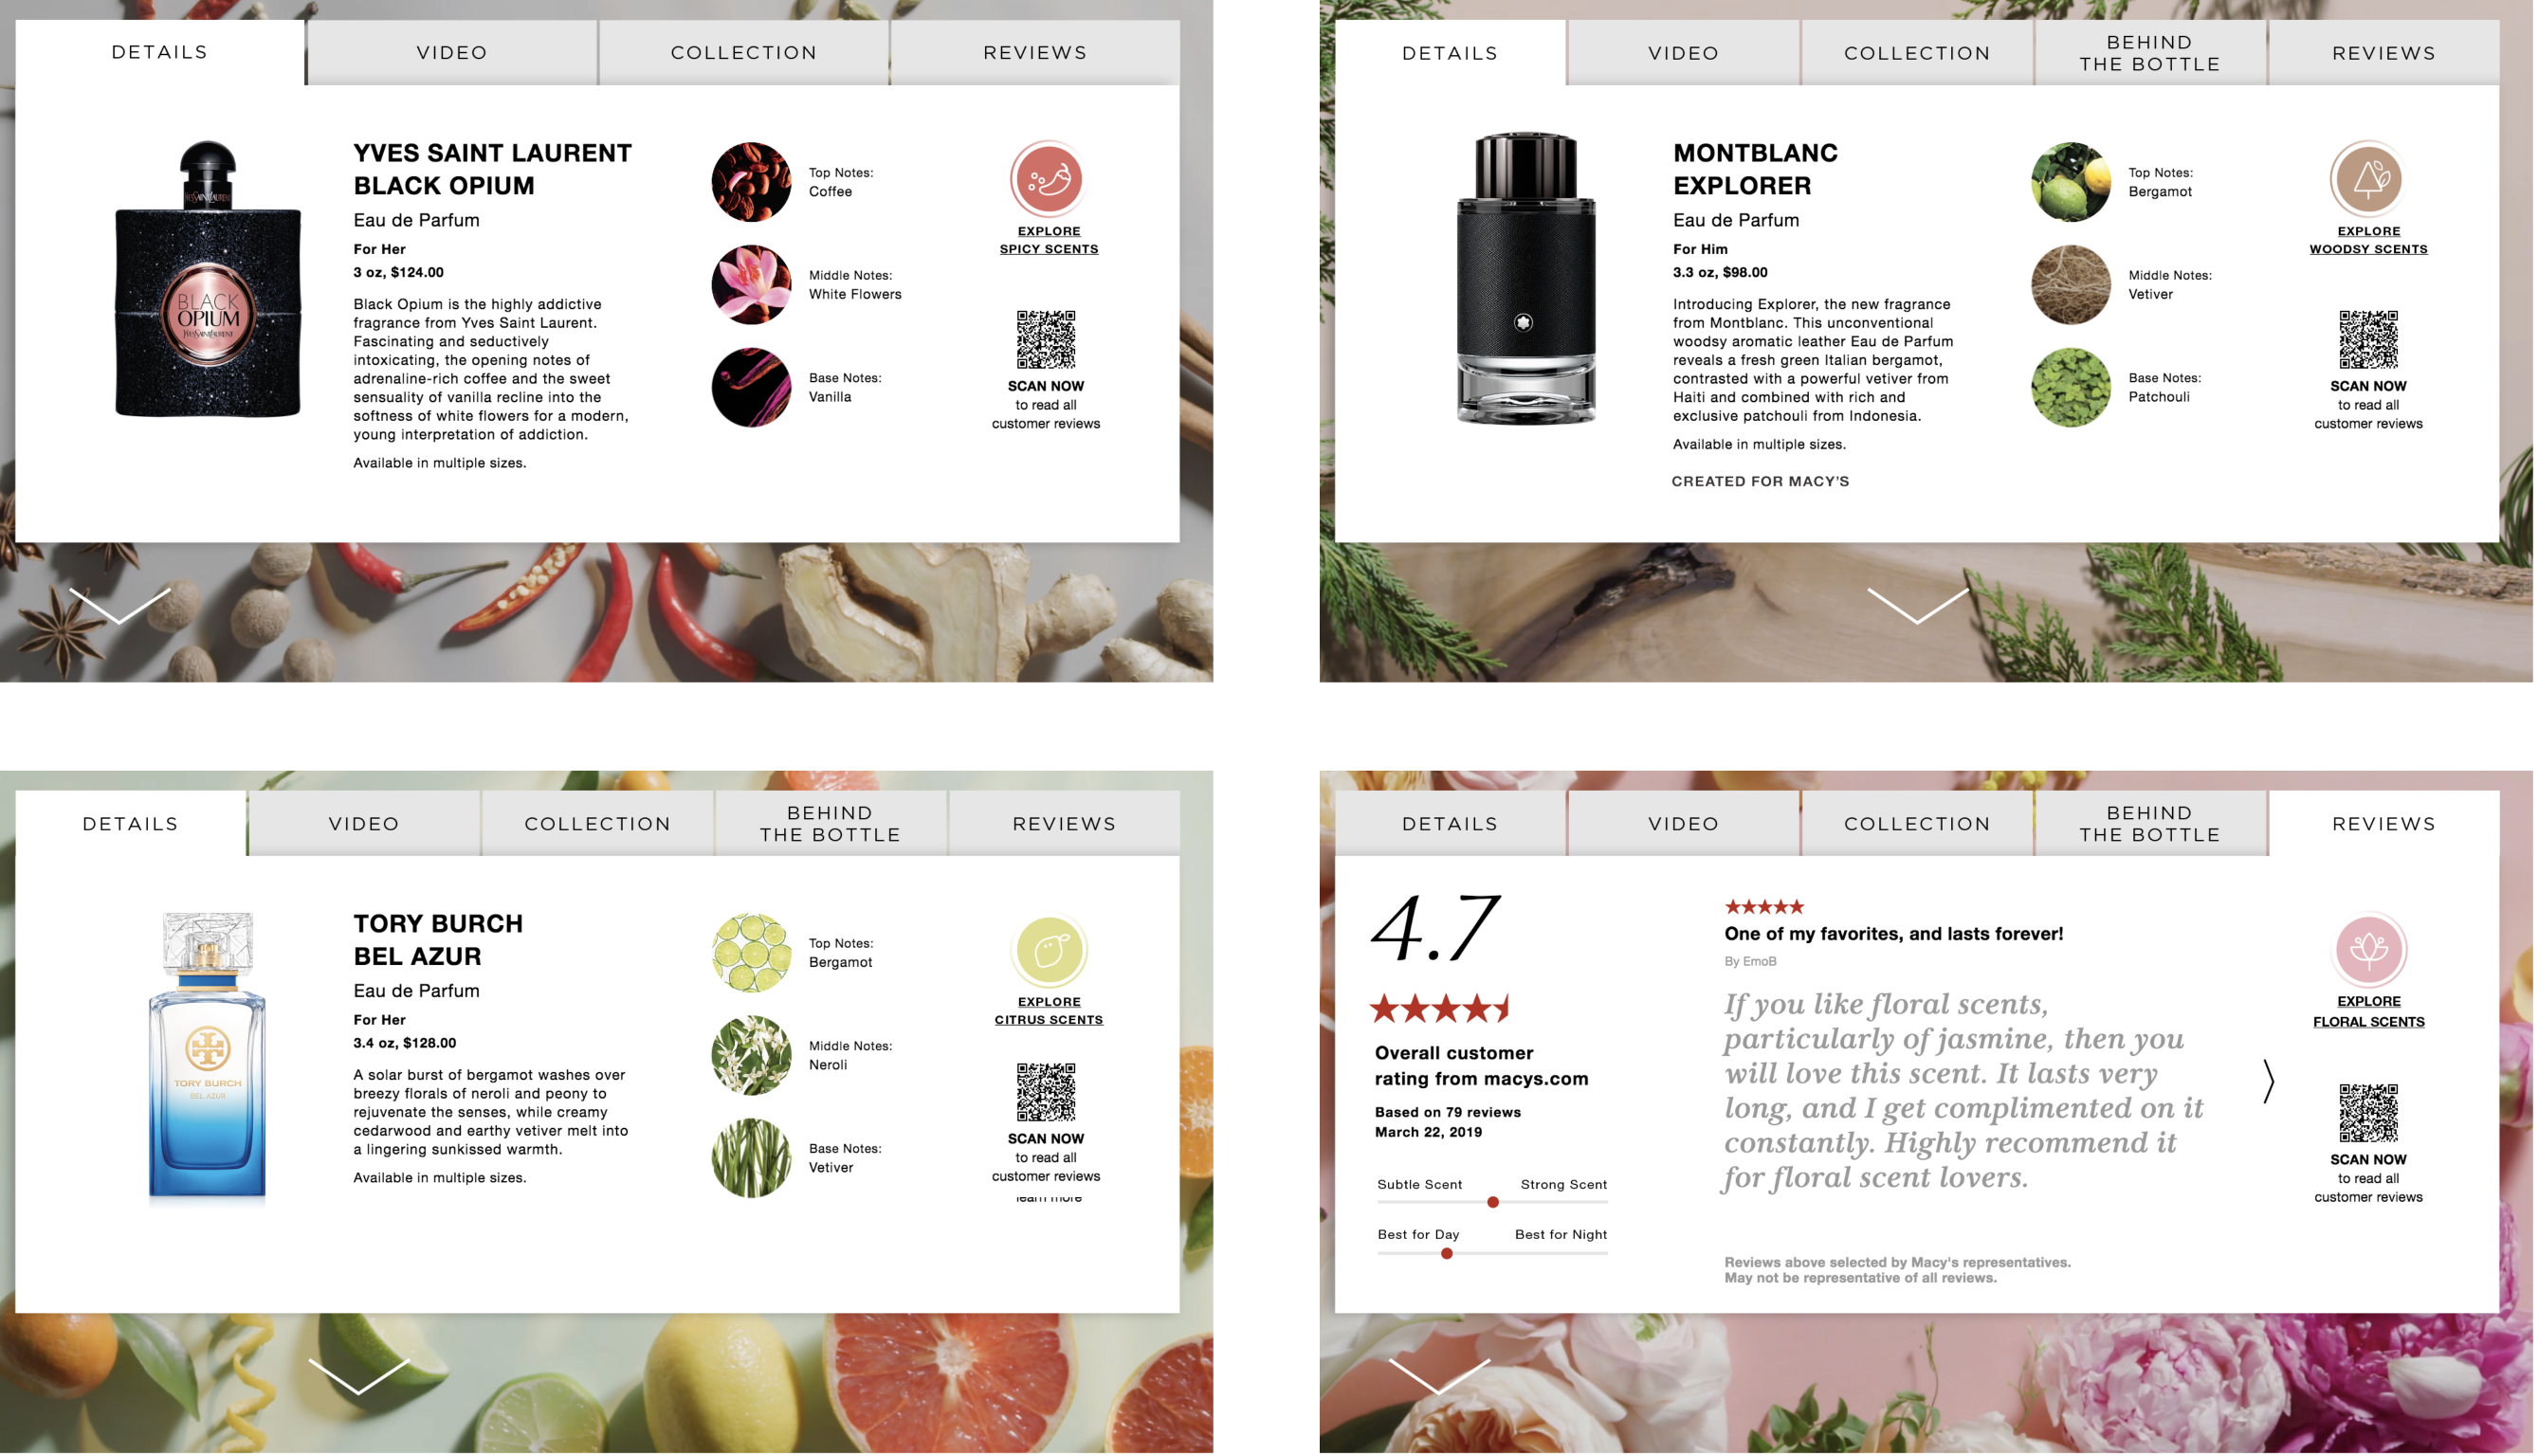 DETAILS
VIDEO
COLLECTION
REVIEWS
YVES SAINT LAURENT
BLACK OPIUM
Eau de Parfum
For Her
3 oz, $124.00
Black Opium is the highly addictive
fragrance from Yves Saint Laurent.
Fascinating and seductively
intoxicating, the opening notes of
adrenaline-rich coffee and the sweet
sensuality of vanilla recline into the
softness of white flowers for a modern,
young interpretation of addiction.
Available in multiple sizes.
YVESSAINTLAURENT
BLACK
OPIUM
YVESSAINTLAURENT
Top Notes:
Coffee
Middle Notes:
White Flowers
Base Notes:
Vanilla
EXPLORE
SPICY SCENTS
SCAN NOW
to read all
customer reviews
DETAILS
VIDEO
COLLECTION
BEHIND
THE BOTTLE
REVIEWS
MONTBLANC
EXPLORER
Eau de Parfum
For Him
3.3 oz, $98.00
Introducing Explorer, the new fragrance
from Montblanc. This unconventional
woodsy aromatic leather Eau de Parfum
reveals a fresh green Italian bergamot,
contrasted with a powerful vetiver from
Haiti and combined with rich and
exclusive patchouli from Indonesia.
Available in multiple sizes.
CREATED FOR MACY'S
Top Notes:
Bergamot
Middle Notes:
Vetiver
Base Notes:
Patchouli
EXPLORE
WOODSY SCENTS
SCAN NOW
to read all
customer reviews
DETAILS
VIDEO
COLLECTION
BEHIND
THE BOTTLE
REVIEWS
TORY BURCH
BEL AZUR
TORY BURCH
BEL AZUR
Eau de Parfum
For Her
3.4 oz, $128.00
A solar burst of bergamot washes over
breezy florals of neroli and peony to
rejuvenate the senses, while creamy
cedarwood and earthy vetiver melt into
a lingering sunkissed warmth.
Available in multiple sizes.
Top Notes:
Bergamot
Middle Notes:
Neroli
Base Notes:
Vetiver
EXPLORE
CITRUS SCENTS
SCAN NOW
to read all
customer reviews
learn more
DETAILS
VIDEO
COLLECTION
BEHIND
THE BOTTLE
REVIEWS
4.7
Overall customer
rating from macys.com
Based on 79 reviews
March 22, 2019
Subtle Scent
Strong Scent
Best for Day
Best for Night
One of my favorites, and lasts forever!
By EmoB
If you like floral scents,
particularly of jasmine, then you
will love this scent. It lasts very
long, and I get complimented on it
constantly. Highly recommend it
for floral scent lovers.
Reviews above selected by Macy's representatives.
May not be representative of all reviews.
EXPLORE
FLORAL SCENTS
SCAN NOW
to read all
customer reviews